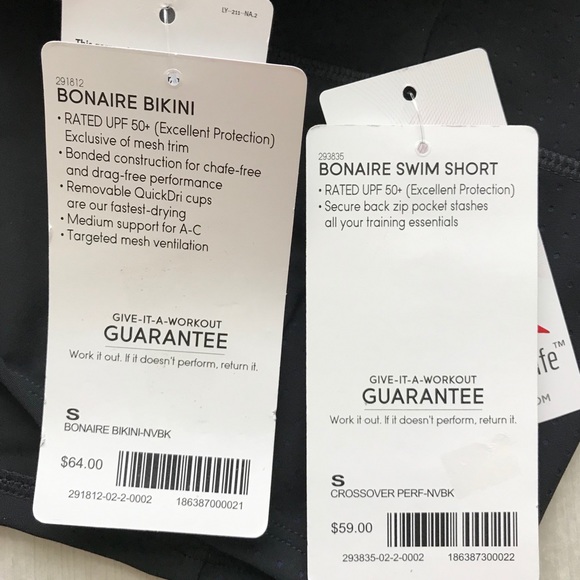 LY-211-NA.2
291812
BONAIRE BIKINI
• RATED UPF 50+ (Excellent Protection)
Exclusive of mesh trim
• Bonded construction for chafe-free
and drag-free performance
• Removable QuickDri cups
are our fastest-drying
• Medium support for A-C
• Targeted mesh ventilation
GIVE-IT-A-WORKOUT
GUARANTEE
Work it out. If it doesn't perform, return it.
S
BONAIRE BIKINI-NVBK
$64.00
291812-02-2-0002 186387000021
293835
BONAIRE SWIM SHORT
• RATED UPF 50+ (Excellent Protection)
• Secure back zip pocket stashes
all your training essentials
GIVE-IT-A-WORKOUT
GUARANTEE
Work it out. If it doesn't perform, return it.
S
CROSSOVER PERF-NVBK
$59.00
293835-02-2-0002 186387300022